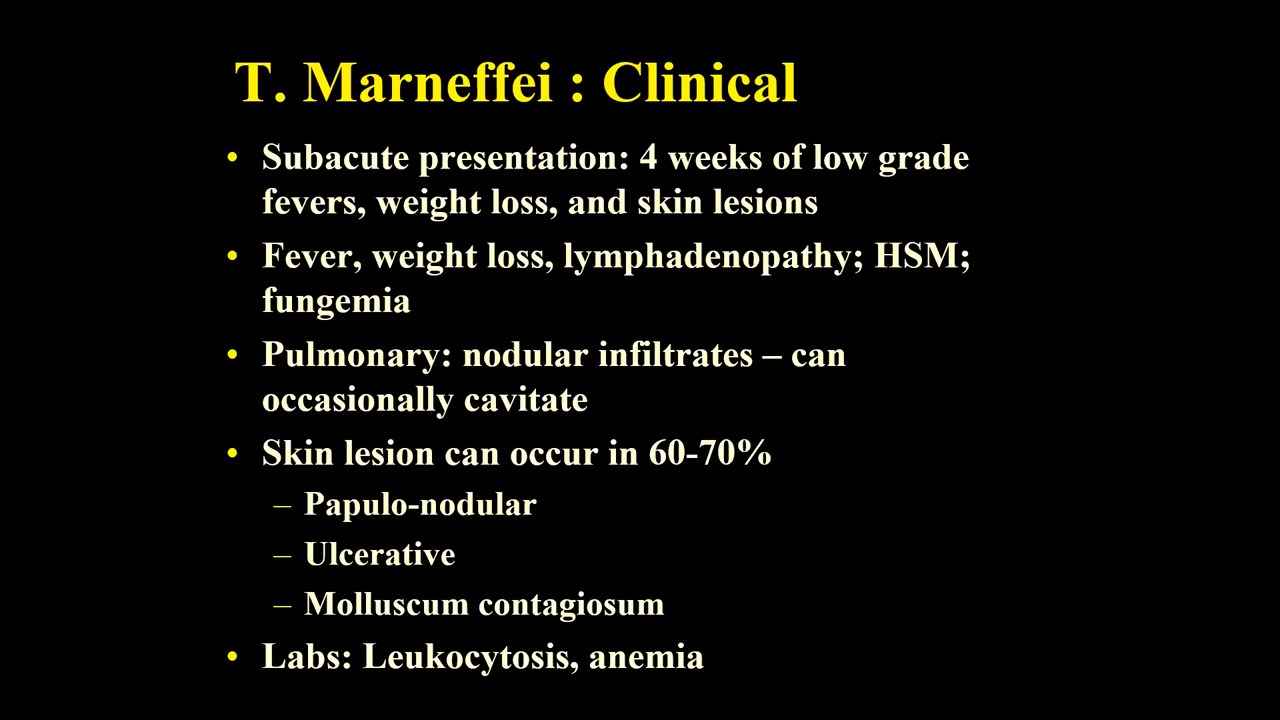 T. Marneffei : Clinical
• Subacute presentation: 4 weeks of low grade
fevers, weight loss, and skin lesions
• Fever, weight loss, lymphadenopathy; HSM;
fungemia
• Pulmonary: nodular infiltrates – can
occasionally cavitate
• Skin lesion can occur in 60-70%
– Papulo-nodular
– Ulcerative
– Molluscum contagiosum
• Labs: Leukocytosis, anemia